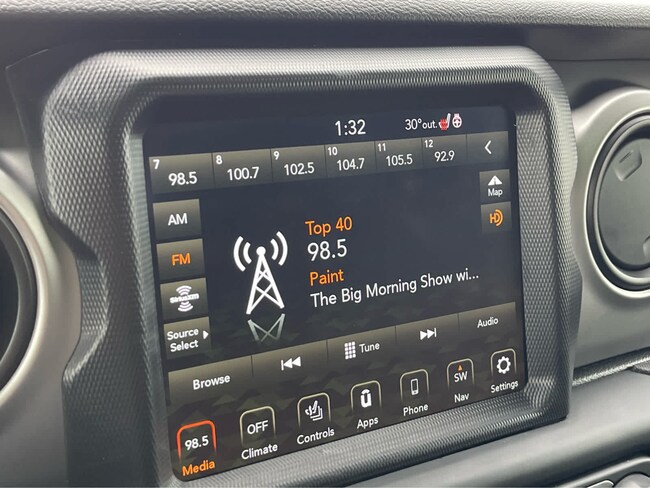 1:32
30° out.
7 8 9 10 11 12
98.5 100.7 102.5 104.7 105.5 92.9
Map
AM
HD
FM
SiriusXM
Source
Select
Top 40
98.5
Paint
The Big Morning Show wi...
Browse
Tune
Audio
98.5
Media
OFF
Climate
Controls
Apps
Phone
SW
Nav
Settings